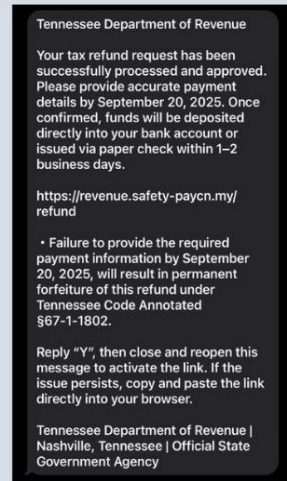 Tennessee Department of Revenue
Your tax refund request has been
successfully processed and approved.
Please provide accurate payment
details by September 20, 2025. Once
confirmed, funds will be deposited
directly into your bank account or
issued via paper check within 1–2
business days.
https://revenue.safety-paycn.my/
refund
• Failure to provide the required
payment information by September
20, 2025, will result in permanent
forfeiture of this refund under
Tennessee Code Annotated
§67-1-1802.
Reply “Y”, then close and reopen this
message to activate the link. If the
issue persists, copy and paste the link
directly into your browser.
Tennessee Department of Revenue |
Nashville, Tennessee | Official State
Government Agency